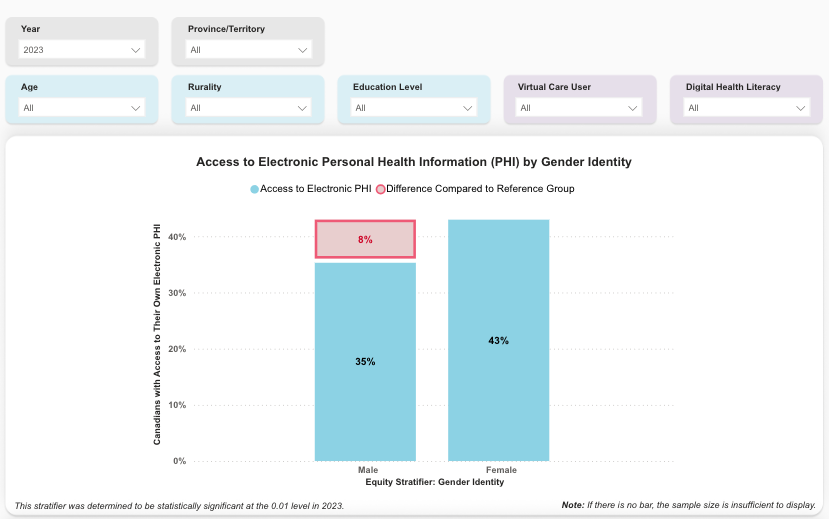 Year
2023
Province/Territory
All
Age
All
Rurality
All
Education Level
All
Virtual Care User
All
Digital Health Literacy
All
Access to Electronic Personal Health Information (PHI) by Gender Identity
Access to Electronic PHI Difference Compared to Reference Group
Canadians with Access to Their Own Electronic PHI
40%
30%
20%
10%
0%
8%
35%
43%
Male
Female
Equity Stratifier: Gender Identity
This stratifier was determined to be statistically significant at the 0.01 level in 2023.
Note: If there is no bar, the sample size is insufficient to display.